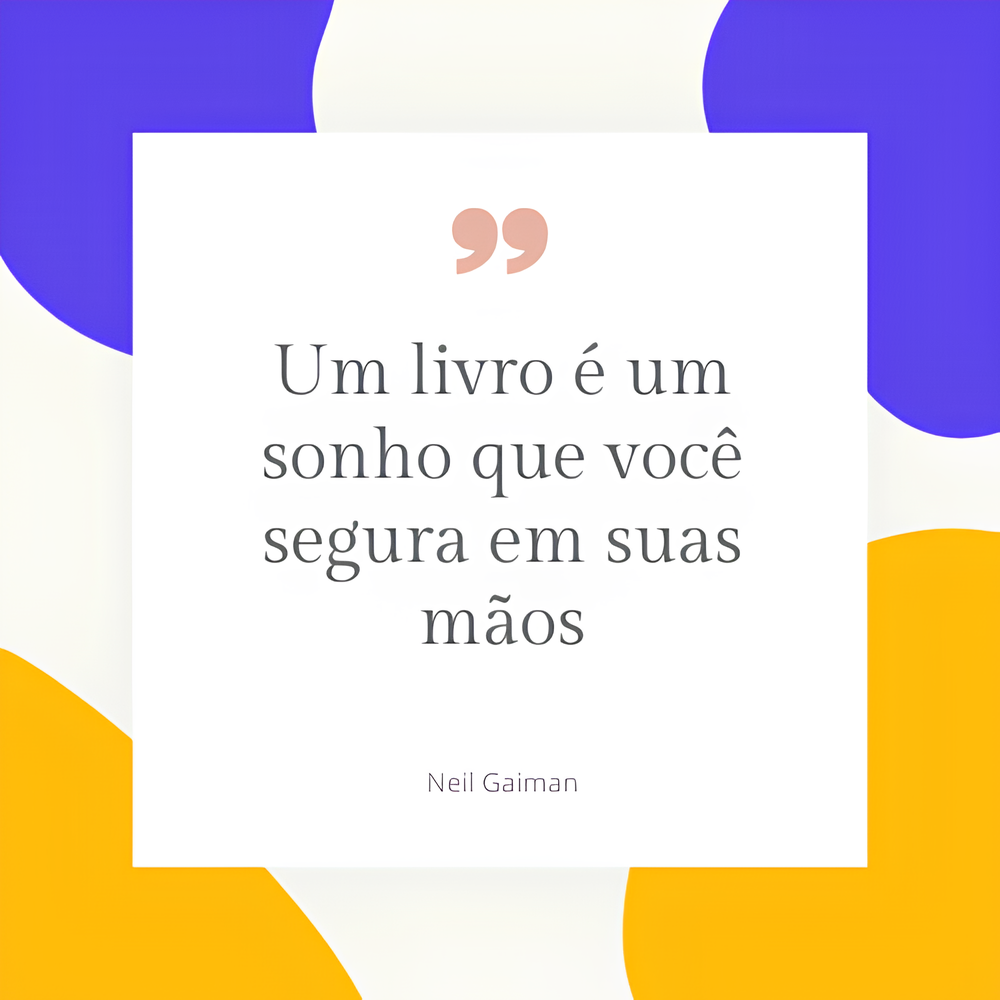 ”
Um livro é um
sonho que você
segura em suas
mãos
Neil Gaiman